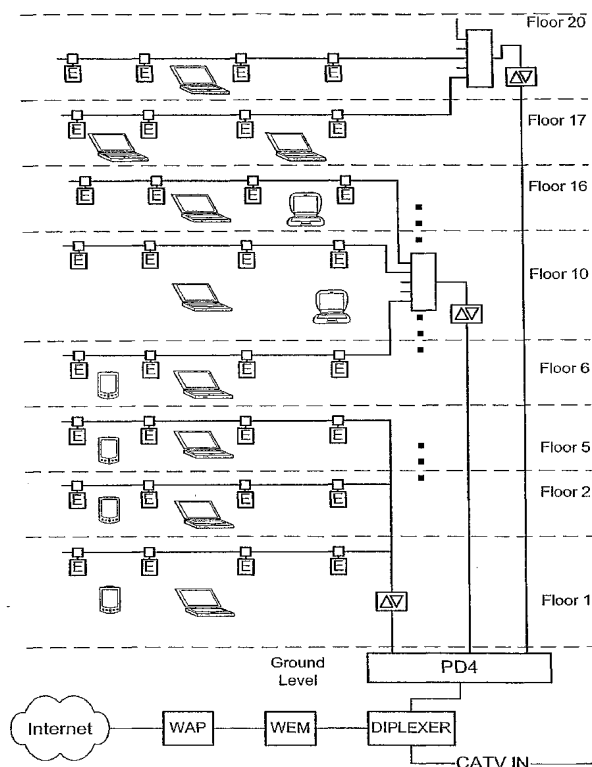 Floor 20
E E E E
Floor 17
E E E E
Floor 16
E E E E
Floor 10
E E E E
Floor 6
E E E E
Floor 5
E E E E
Floor 2
E E E E
Floor 1
E E E E
Ground
Level
PD4
Internet
WAP
WEM
DIPLEXER
CATV IN